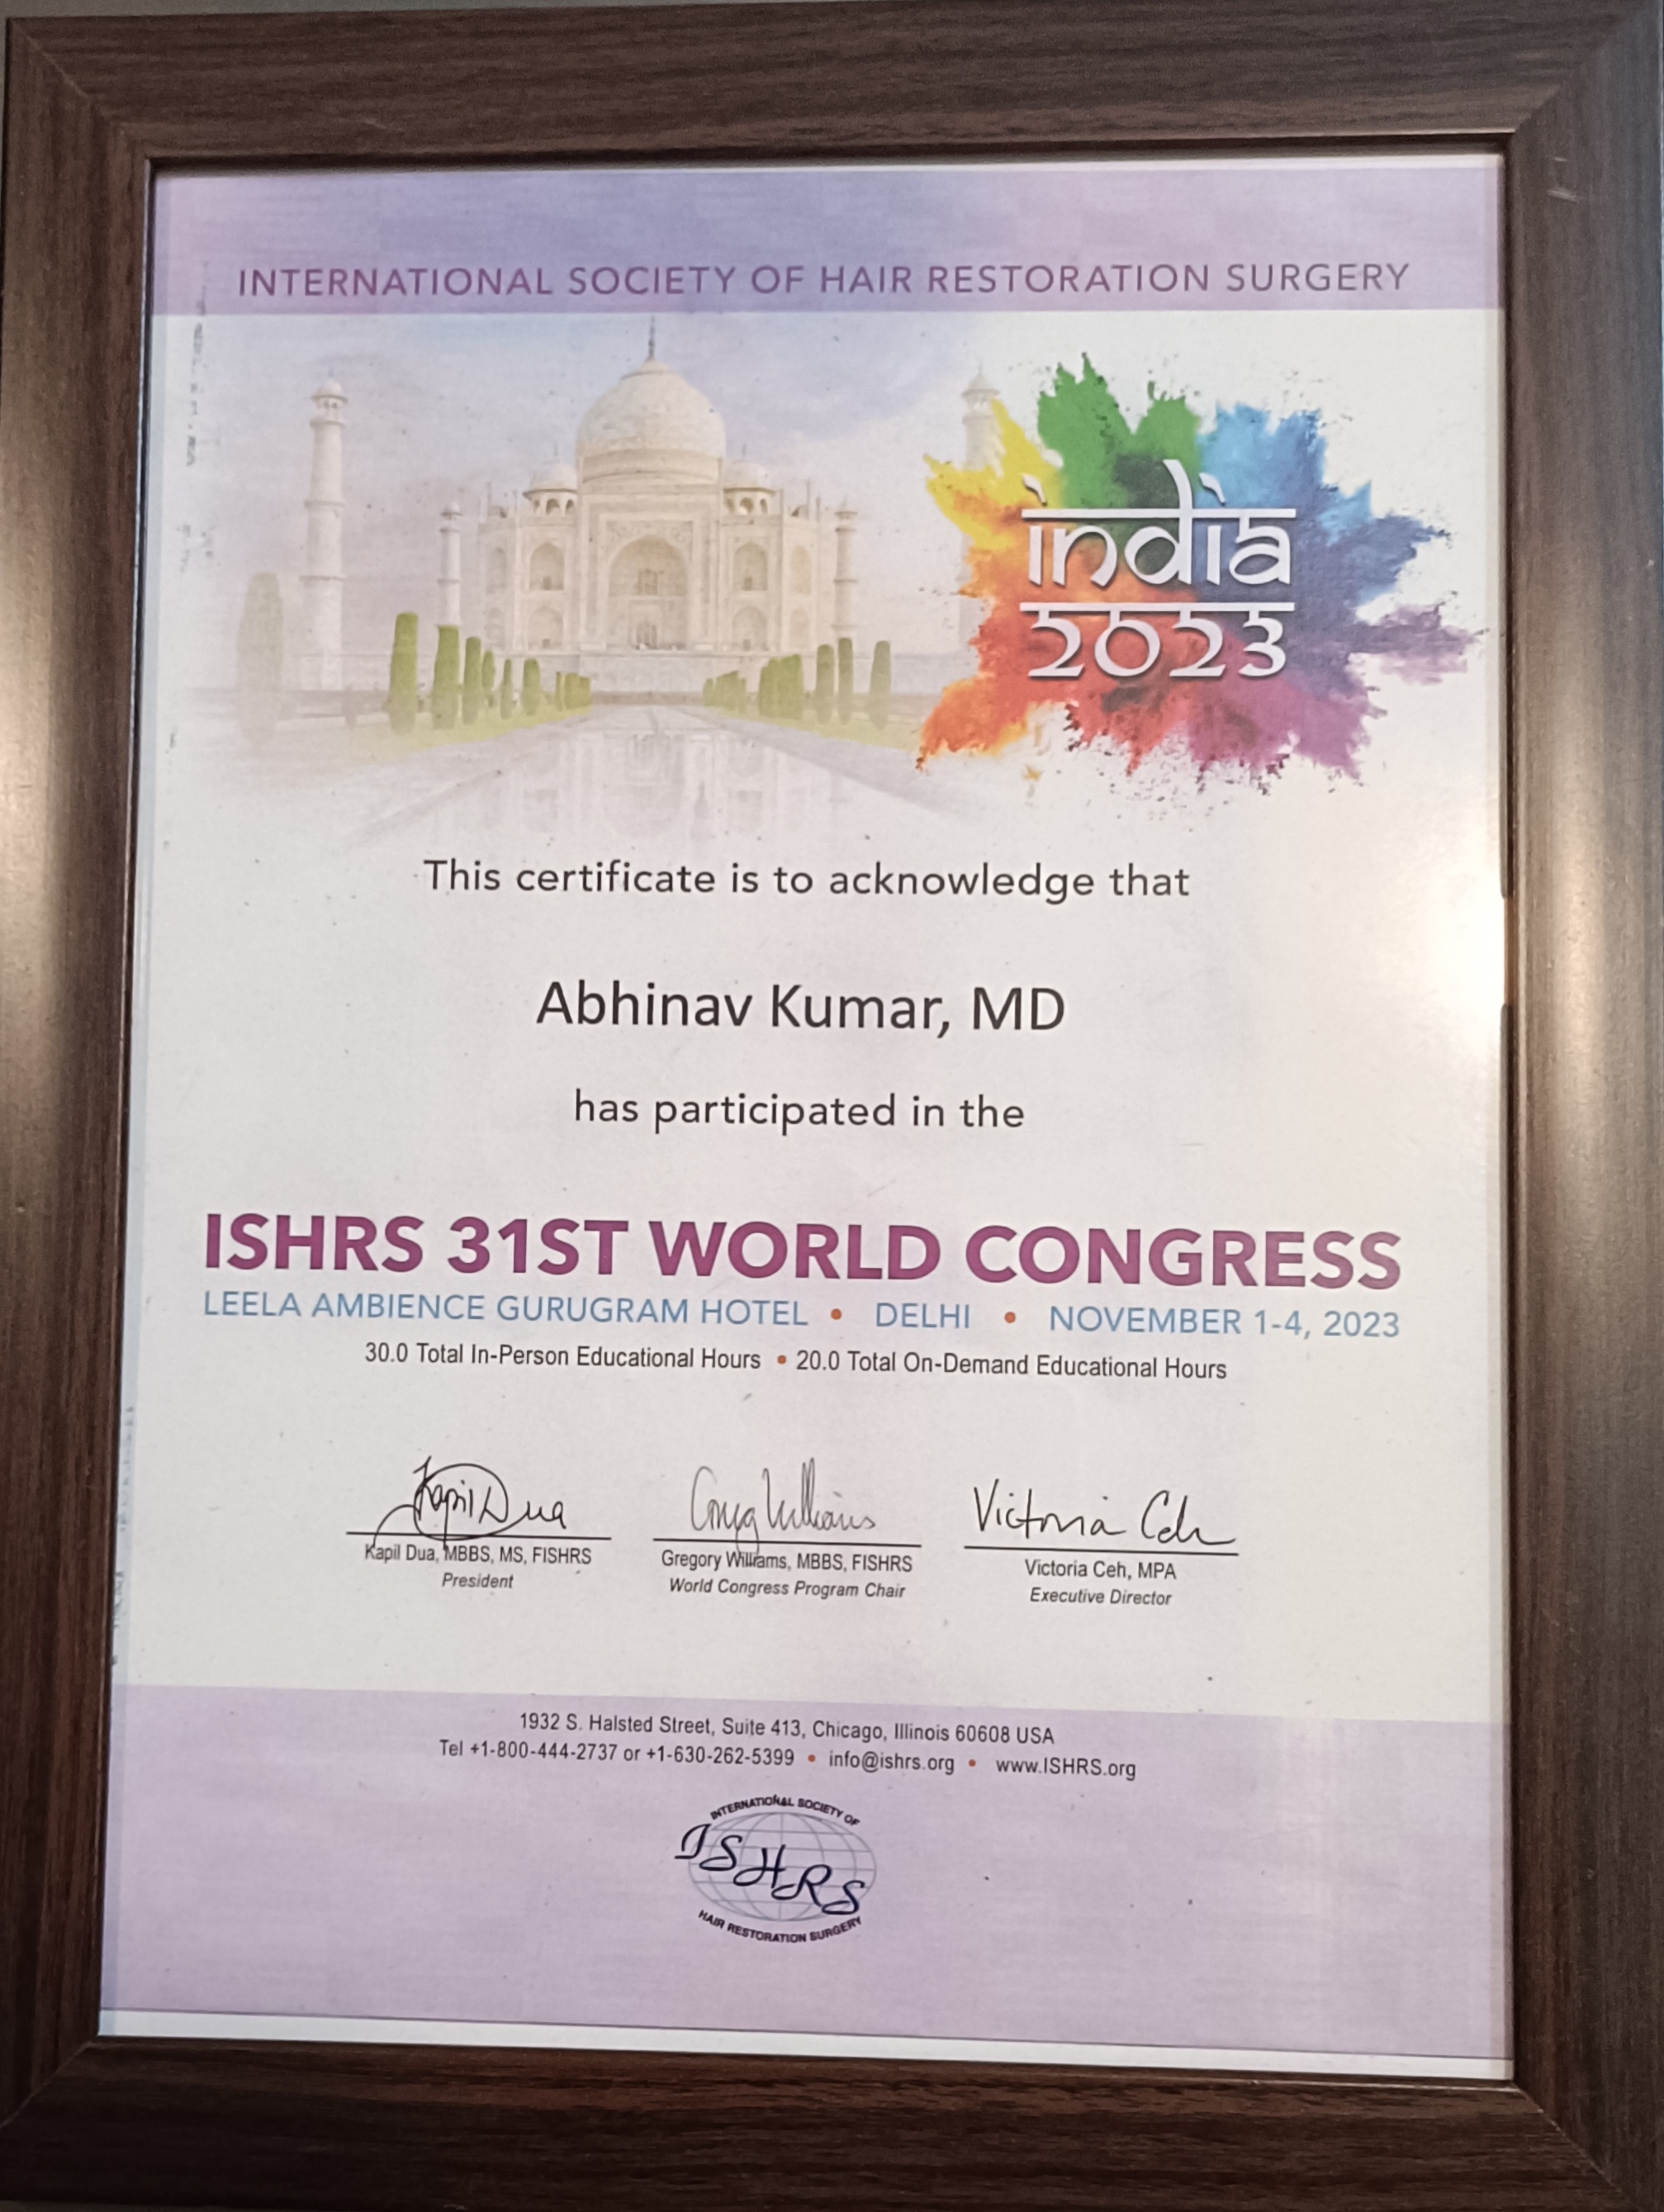 INTERNATIONAL SOCIETY OF HAIR RESTORATION SURGERY
india
2023
This certificate is to acknowledge that
Abhinav Kumar, MD
has participated in the
ISHRS 31ST WORLD CONGRESS
LEELA AMBIENCE GURUGRAM HOTEL • DELHI • NOVEMBER 1-4, 2023
30.0 Total In-Person Educational Hours • 20.0 Total On-Demand Educational Hours
Kapil Dua Greg Williams Victoria Ceh
Kapil Dua, MBBS, MS, FISHRS Gregory Williams, MBBS, FISHRS Victoria Ceh, MPA
President World Congress Program Chair Executive Director
1932 S. Halsted Street, Suite 413, Chicago, Illinois 60608 USA
Tel +1-800-444-2737 or +1-630-262-5399 • info@ishrs.org • www.ISHRS.org
INTERNATIONAL SOCIETY OF
ISHRS
HAIR RESTORATION SURGERY